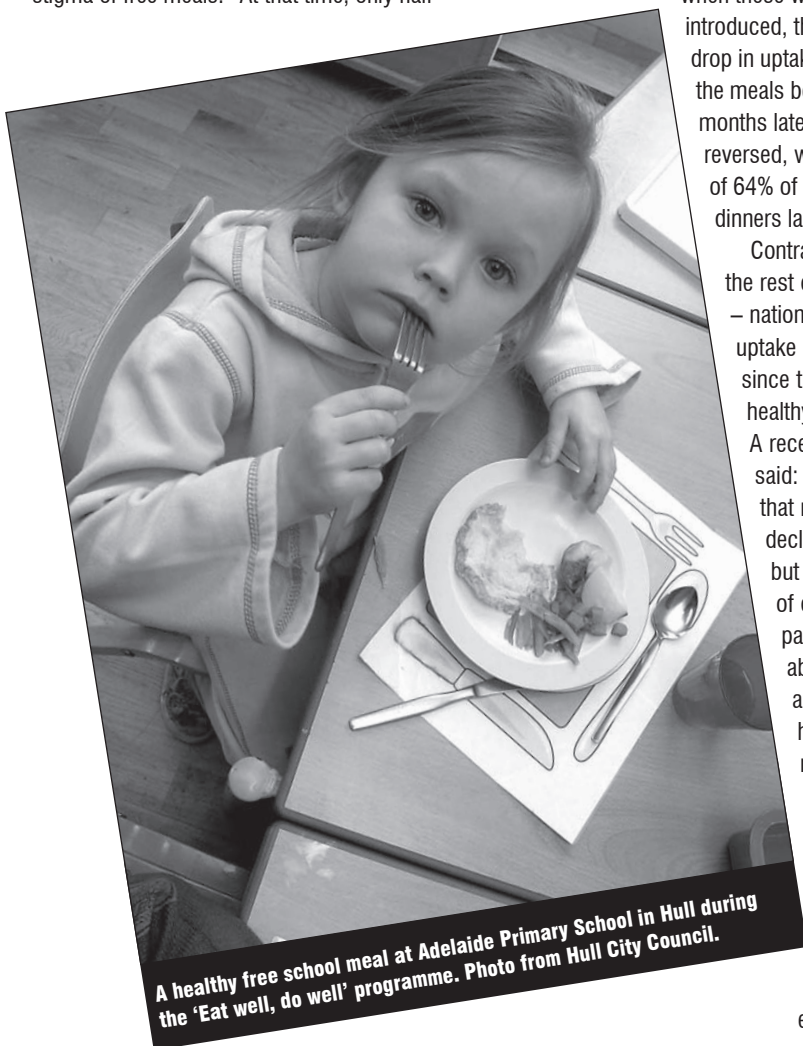 stigma of free meals.” At that time, only half
when those w
introduced, th
drop in uptak
the meals be
months late
reversed, w
of 64% of
dinners la
Contra
the rest
– nation
uptake
since t
healthy
A rece
said:
that
decl
but
of
pa
ab
a
h
A healthy free school meal at Adelaide Primary School in Hull during
the ‘Eat well, do well’ programme. Photo from Hull City Council.
e